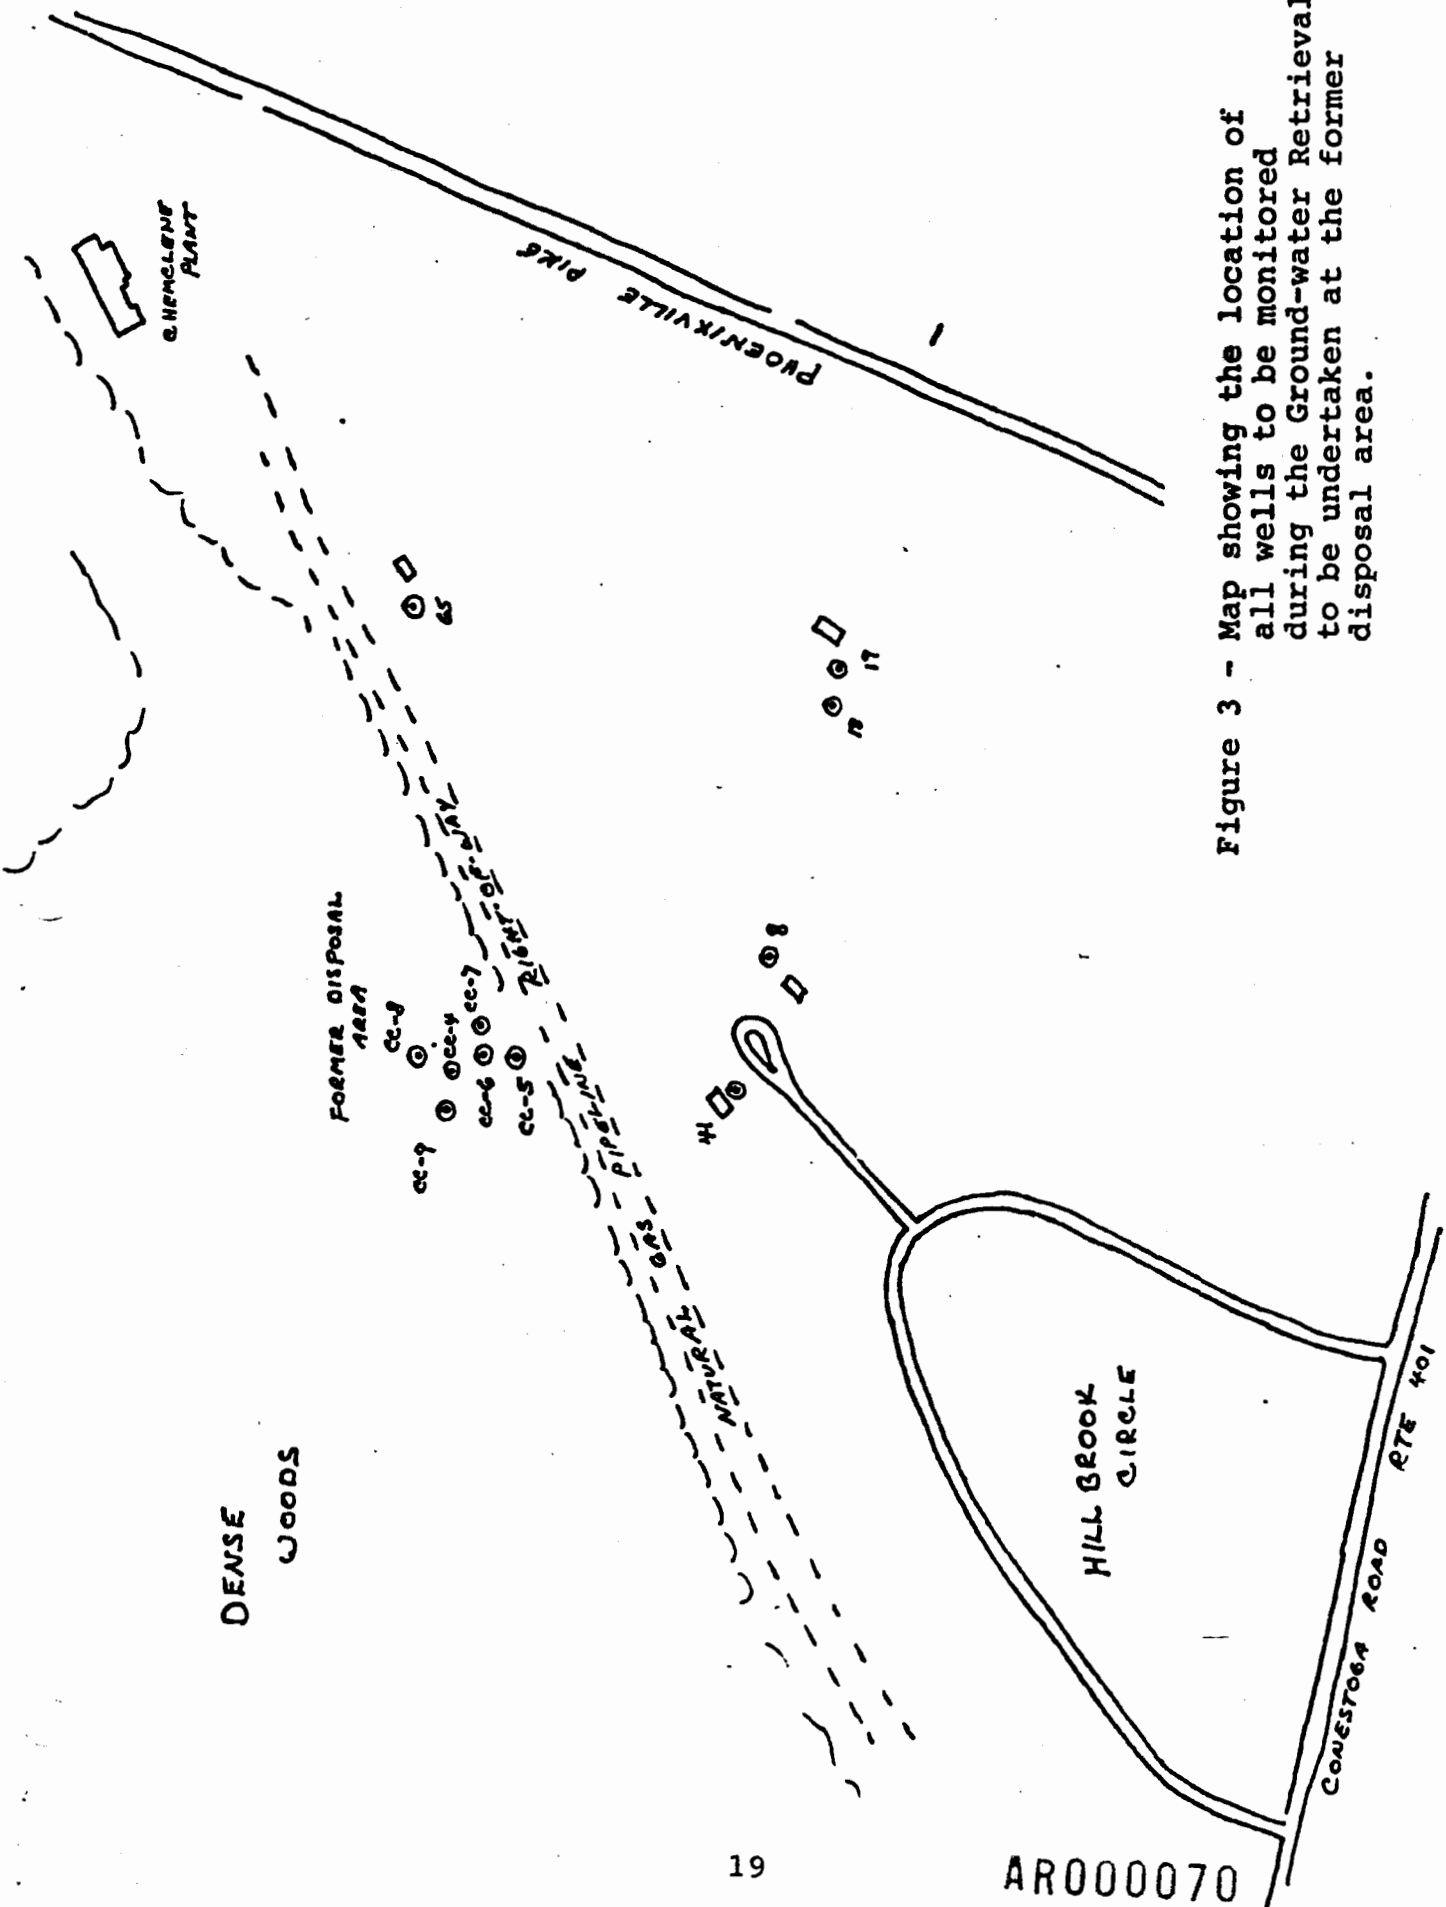 DENSE
WOODS
FORMER DISPOSAL
AREA
CC-8
CC-4
CC-7
CC-9
CC-6
CC-5
CHEMCLENE
PLANT
NATURAL GAS PIPELINE RIGHT-OF-WAY
PHOENIXVILLE PIKE
65
17
8
41
HILLBROOK
CIRCLE
CONESTOGA ROAD RTE 401
Figure 3 - Map showing the location of
all wells to be monitored
during the Ground-water Retrieval
to be undertaken at the former
disposal area.
19
AR000070